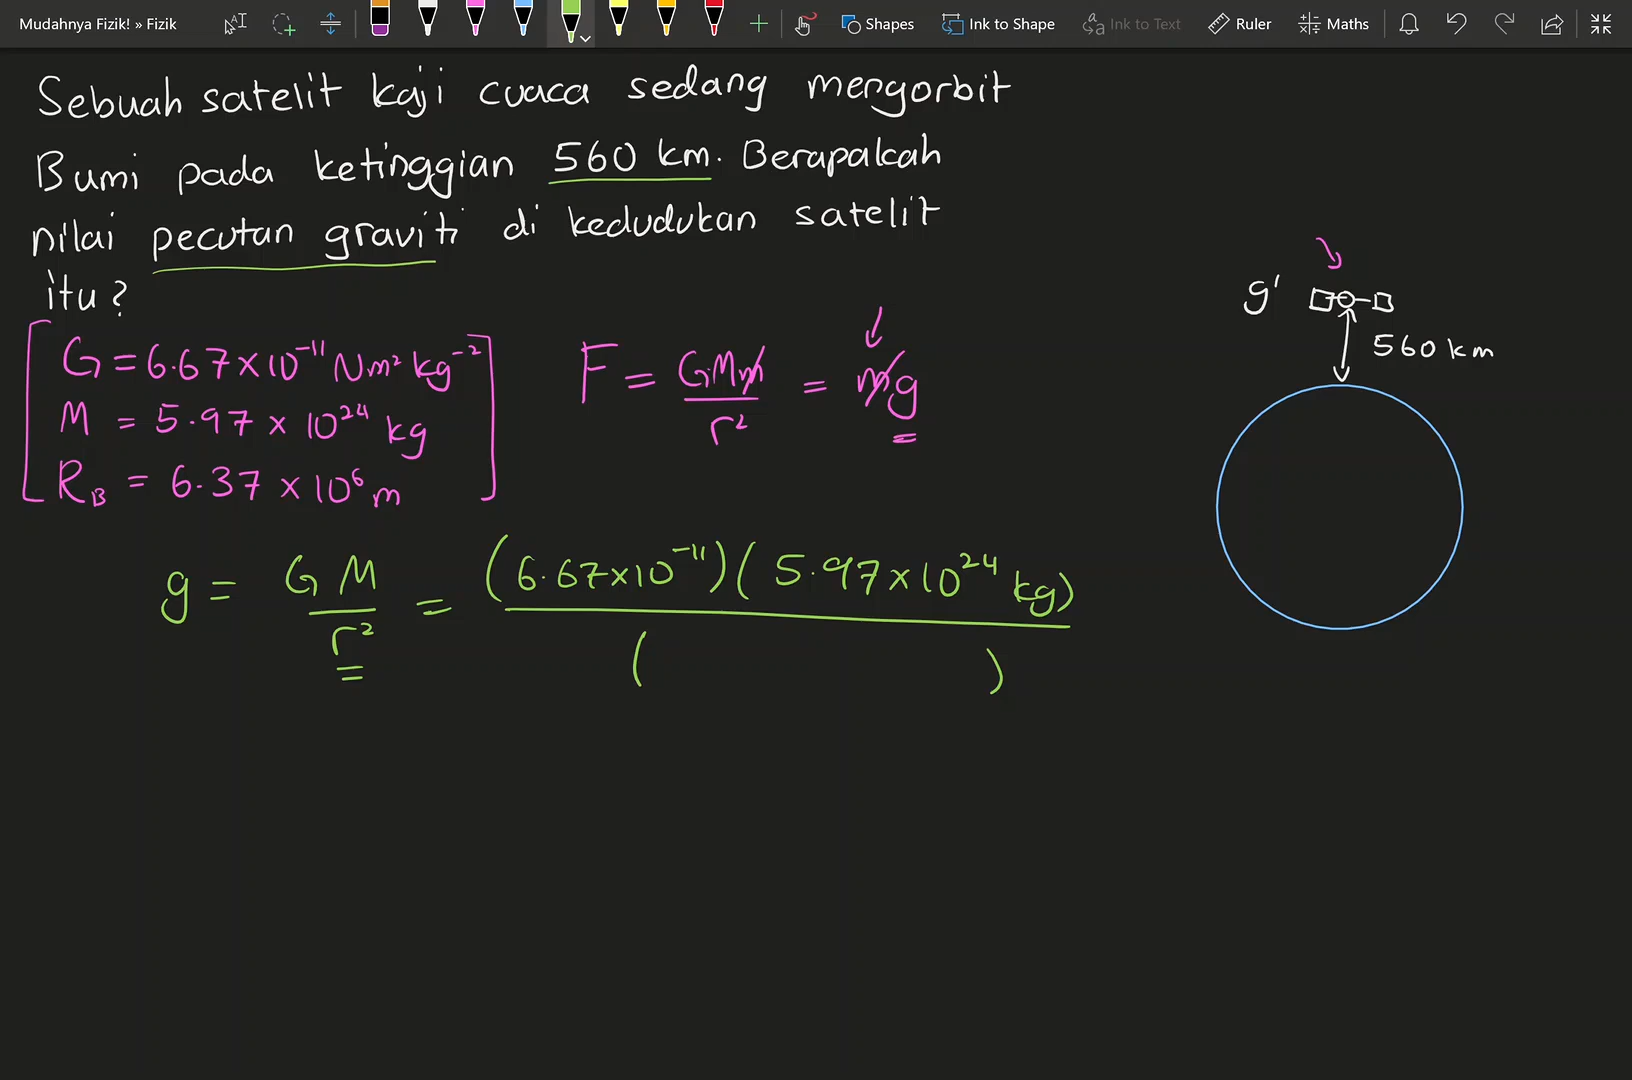 Mudahnya Fizik! » Fizik
Shapes
Ink to Shape
Ink to Text
Ruler
Maths
Sebuah satelit kaji cuaca sedang mengorbit
Bumi pada ketinggian 560 km. Berapakah
nilai pecutan graviti di kedudukan satelit
itu?
G = 6.67 × 10⁻¹¹ Nm² kg⁻²
M = 5.97 × 10²⁴ kg
R_B = 6.37 × 10⁶ m
F = GMm/r² = mg
g'
560 km
g = GM/r² = (6.67×10⁻¹¹)(5.97×10²⁴ kg)/( )